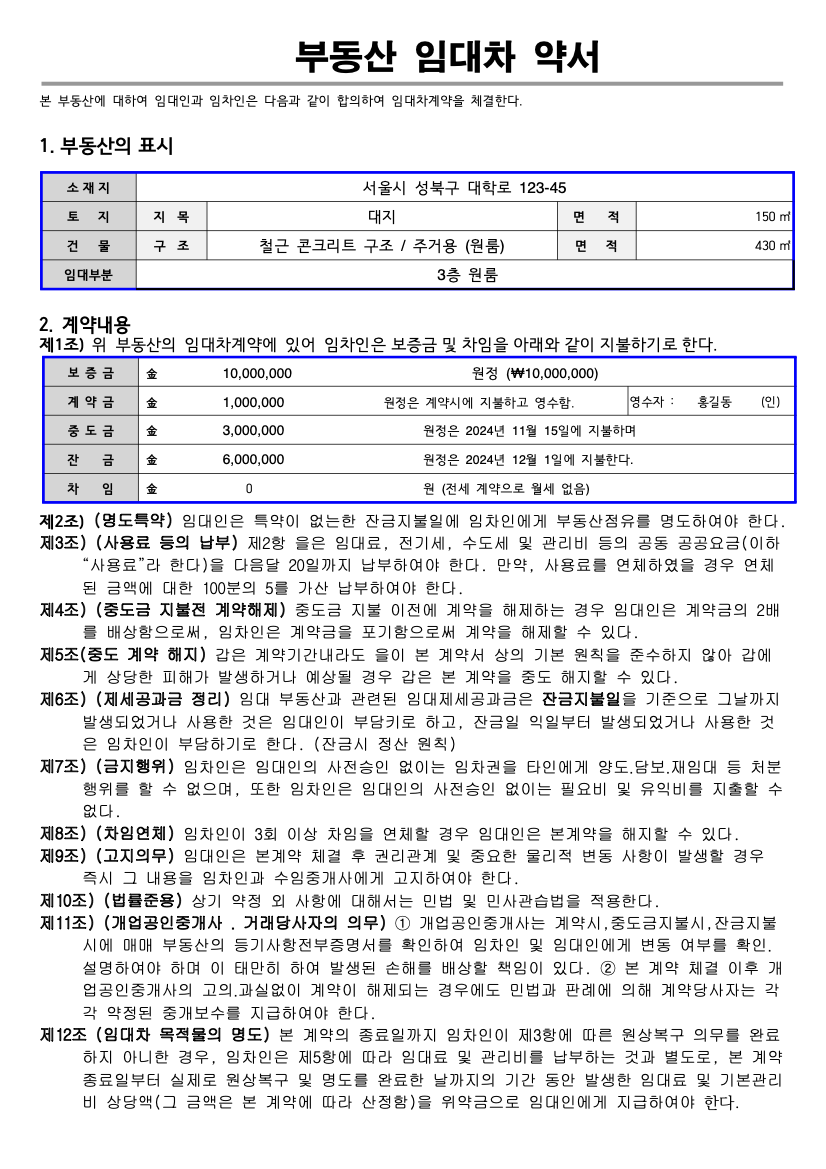 부동산 임대차 약서
본 부동산에 대하여 임대인과 임차인은 다음과 같이 합의하여 임대차계약을 체결한다.
1. 부동산의 표시
소 재 지 서울시 성북구 대학로 123-45
토 지 지 목 대지 면 적 150 ㎡
건 물 구 조 철근 콘크리트 구조 / 주거용 (원룸) 면 적 430 ㎡
임대부분 3층 원룸
2. 계약내용
제1조) 위 부동산의 임대차계약에 있어 임차인은 보증금 및 차임을 아래와 같이 지불하기로 한다.
보 증 금 金 10,000,000 원정 (₩10,000,000)
계 약 금 金 1,000,000 원정은 계약시에 지불하고 영수함. 영수자 : 홍길동 (인)
중 도 금 金 3,000,000 원정은 2024년 11월 15일에 지불하며
잔 금 金 6,000,000 원정은 2024년 12월 1일에 지불한다.
차 임 金 0 원 (전세 계약으로 월세 없음)
제2조) (명도특약) 임대인은 특약이 없는한 잔금지불일에 임차인에게 부동산점유를 명도하여야 한다.
제3조) (사용료 등의 납부) 제2항 을은 임대료, 전기세, 수도세 및 관리비 등의 공동 공공요금(이하
“사용료”라 한다)을 다음달 20일까지 납부하여야 한다. 만약, 사용료를 연체하였을 경우 연체
된 금액에 대한 100분의 5를 가산 납부하여야 한다.
제4조) (중도금 지불전 계약해제) 중도금 지불 이전에 계약을 해제하는 경우 임대인은 계약금의 2배
를 배상함으로써, 임차인은 계약금을 포기함으로써 계약을 해제할 수 있다.
제5조(중도 계약 해지) 갑은 계약기간내라도 을이 본 계약서 상의 기본 원칙을 준수하지 않아 갑에
게 상당한 피해가 발생하거나 예상될 경우 갑은 본 계약을 중도 해지할 수 있다.
제6조) (제세공과금 정리) 임대 부동산과 관련된 임대제세공과금은 잔금지불일을 기준으로 그날까지
발생되었거나 사용한 것은 임대인이 부담키로 하고, 잔금일 익일부터 발생되었거나 사용한 것
은 임차인이 부담하기로 한다. (잔금시 정산 원칙)
제7조) (금지행위) 임차인은 임대인의 사전승인 없이는 임차권을 타인에게 양도.담보.재임대 등 처분
행위를 할 수 없으며, 또한 임차인은 임대인의 사전승인 없이는 필요비 및 유익비를 지출할 수
없다.
제8조) (차임연체) 임차인이 3회 이상 차임을 연체할 경우 임대인은 본계약을 해지할 수 있다.
제9조) (고지의무) 임대인은 본계약 체결 후 권리관계 및 중요한 물리적 변동 사항이 발생할 경우
즉시 그 내용을 임차인과 수임중개사에게 고지하여야 한다.
제10조) (법률준용) 상기 약정 외 사항에 대해서는 민법 및 민사관습법을 적용한다.
제11조) (개업공인중개사 . 거래당사자의 의무) ① 개업공인중개사는 계약시,중도금지불시,잔금지불
시에 매매 부동산의 등기사항전부증명서를 확인하여 임차인 및 임대인에게 변동 여부를 확인.
설명하여야 하며 이 태만히 하여 발생된 손해를 배상할 책임이 있다. ② 본 계약 체결 이후 개
업공인중개사의 고의.과실없이 계약이 해제되는 경우에도 민법과 판례에 의해 계약당사자는 각
각 약정된 중개보수를 지급하여야 한다.
제12조 (임대차 목적물의 명도) 본 계약의 종료일까지 임차인이 제3항에 따른 원상복구 의무를 완료
하지 아니한 경우, 임차인은 제5항에 따라 임대료 및 관리비를 납부하는 것과 별도로, 본 계약
종료일부터 실제로 원상복구 및 명도를 완료한 날까지의 기간 동안 발생한 임대료 및 기본관리
비 상당액(그 금액은 본 계약에 따라 산정함)을 위약금으로 임대인에게 지급하여야 한다.